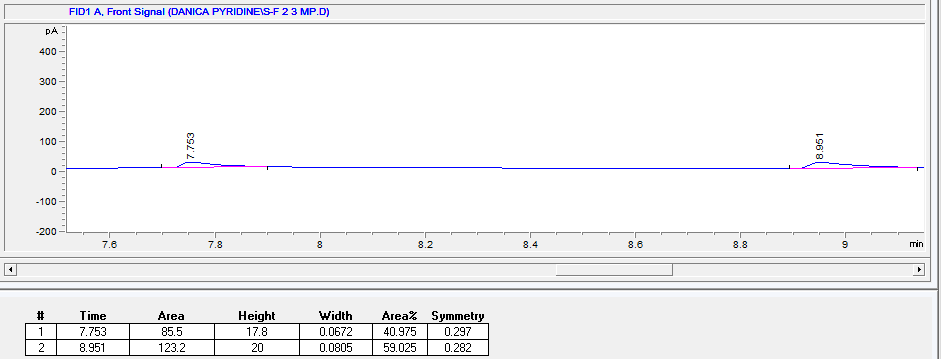 FID1 A, Front Signal (DANICA PYRIDINE\S-F 2 3 MP.D)
pA
400
300
200
100
0
-100
-200
7.753
8.951
7.6 7.8 8 8.2 8.4 8.6 8.8 9 min
# Time Area Height Width Area% Symmetry
1 7.753 85.5 17.8 0.0672 40.975 0.297
2 8.951 123.2 20 0.0805 59.025 0.282